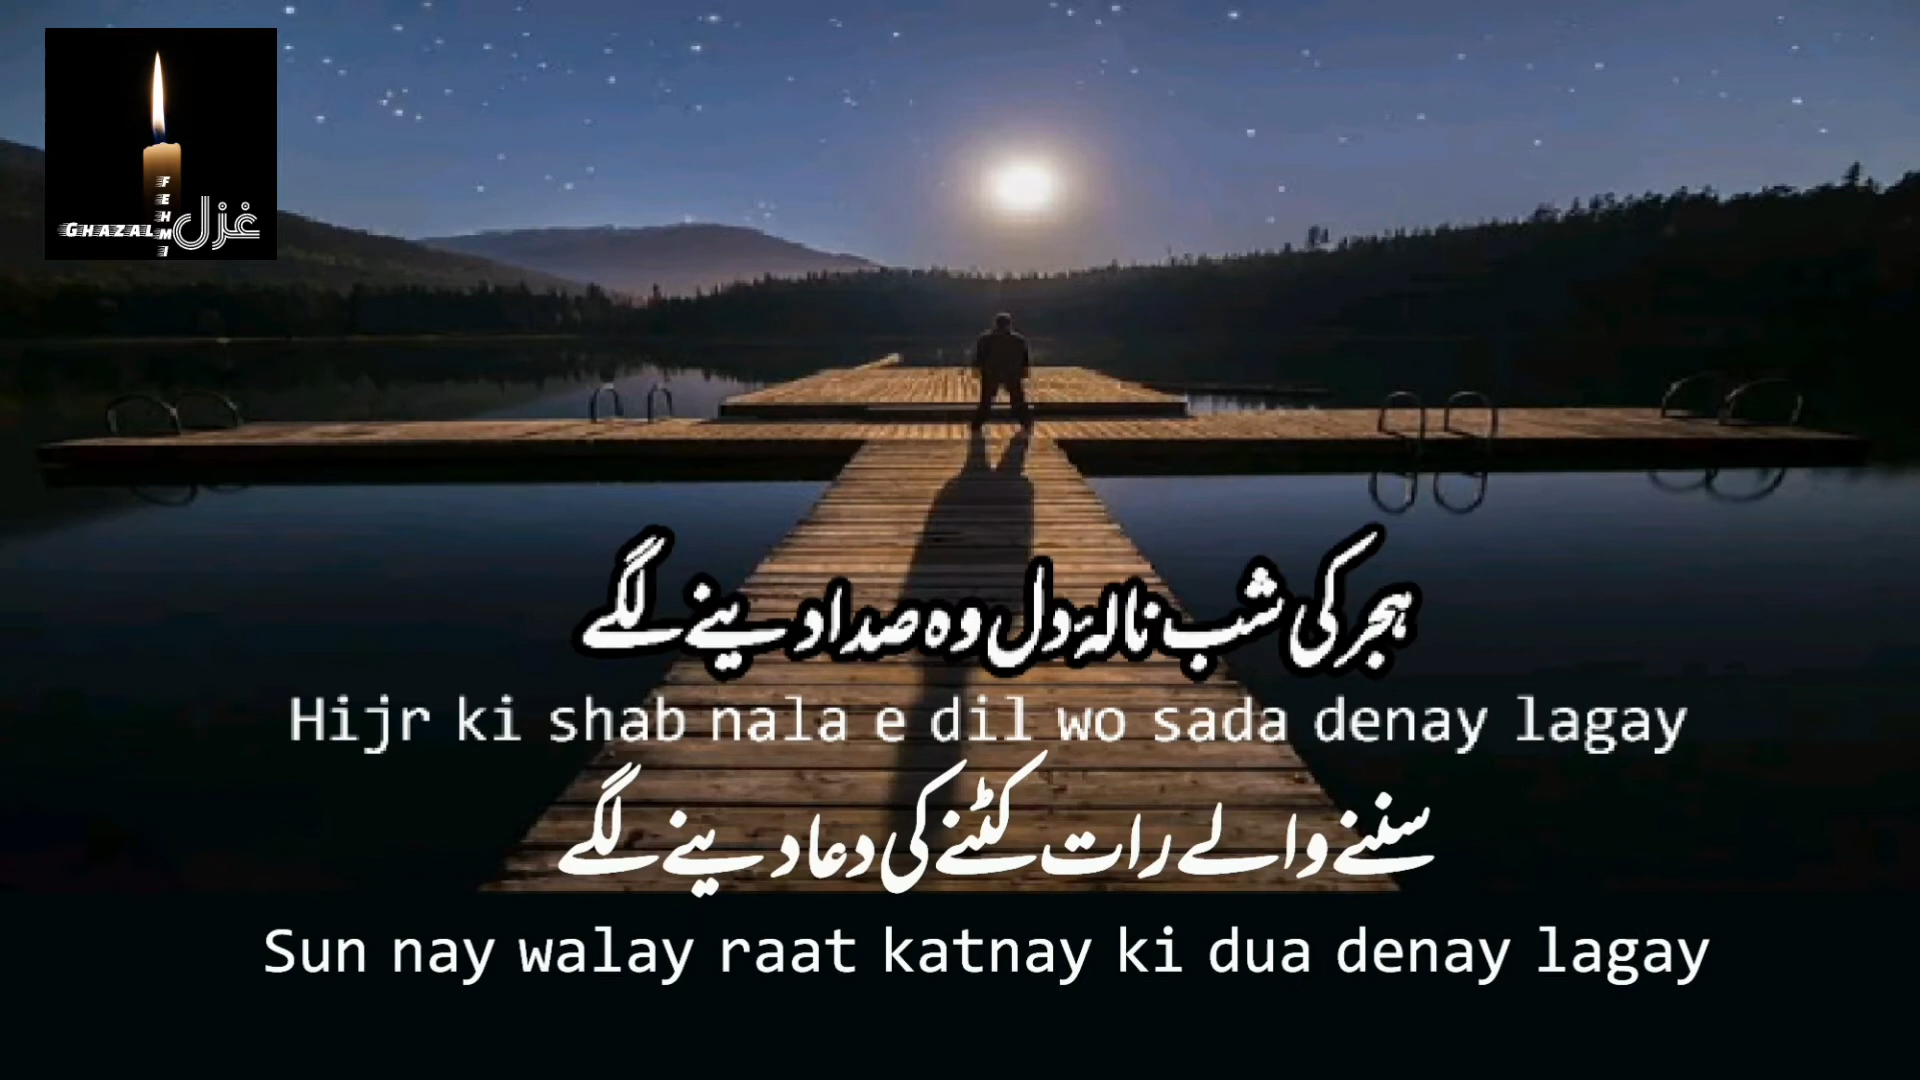 FEHMI
GHAZAL غزل
ہجر کی شب نالۂ دل وہ صدا دینے لگے
Hijr ki shab nala e dil wo sada denay lagay
سننے والے رات کٹنے کی دعا دینے لگے
Sun nay walay raat katnay ki dua denay lagay